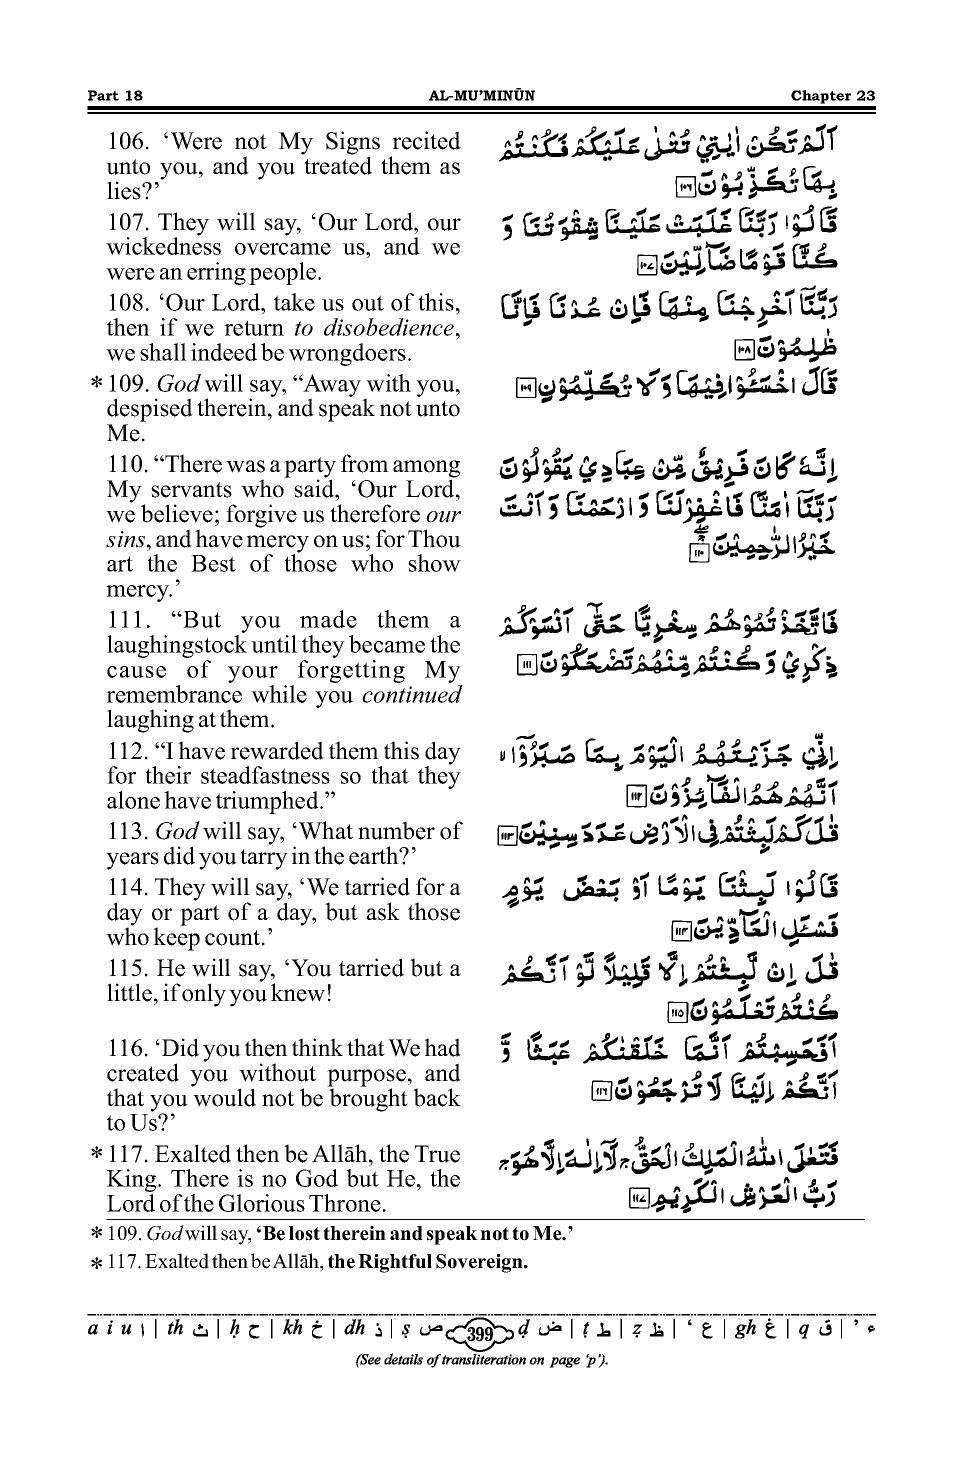 Part 18 AL-MU’MINŪN Chapter 23
106. ‘Were not My Signs recited
unto you, and you treated them as
lies?’
107. They will say, ‘Our Lord, our
wickedness overcame us, and we
were an erring people.
108. ‘Our Lord, take us out of this,
then if we return to disobedience,
we shall indeed be wrongdoers.
* 109. God will say, “Away with you,
despised therein, and speak not unto
Me.
110. “There was a party from among
My servants who said, ‘Our Lord,
we believe; forgive us therefore our
sins, and have mercy on us; for Thou
art the Best of those who show
mercy.’
111. “But you made them a
laughingstock until they became the
cause of your forgetting My
remembrance while you continued
laughing at them.
112. “I have rewarded them this day
for their steadfastness so that they
alone have triumphed.”
113. God will say, ‘What number of
years did you tarry in the earth?’
114. They will say, ‘We tarried for a
day or part of a day, but ask those
who keep count.’
115. He will say, ‘You tarried but a
little, if only you knew!
116. ‘Did you then think that We had
created you without purpose, and
that you would not be brought back
to Us?’
* 117. Exalted then be Allāh, the True
King. There is no God but He, the
Lord of the Glorious Throne.
اَلَمْ تَكُنْ اٰيٰتِيْ تُتْلٰى عَلَيْكُمْ فَكُنْتُمْ
بِهَا تُكَذِّبُوْنَ ۱۰۶
قَالُوْا رَبَّنَا غَلَبَتْ عَلَيْنَا شِقْوَتُنَا وَ
كُنَّا قَوْمًا ضَآلِّيْنَ ۱۰۷
رَبَّنَآ اَخْرِجْنَا مِنْهَا فَاِنْ عُدْنَا فَاِنَّا
ظٰلِمُوْنَ ۱۰۸
قَالَ اخْسَـُٔوْا فِيْهَا وَلَا تُكَلِّمُوْنِ ۱۰۹
اِنَّهٗ كَانَ فَرِيْقٌ مِّنْ عِبَادِيْ يَقُوْلُوْنَ
رَبَّنَآ اٰمَنَّا فَاغْفِرْلَنَا وَارْحَمْنَا وَاَنْتَ
خَيْرُ الرّٰحِمِيْنَ ۱۱۰
فَاتَّخَذْتُمُوْهُمْ سِخْرِيًّا حَتّٰٓى اَنْسَوْكُمْ
ذِكْرِيْ وَكُنْتُمْ مِّنْهُمْ تَضْحَكُوْنَ ۱۱۱
اِنِّيْ جَزَيْتُهُمُ الْيَوْمَ بِمَا صَبَرُوْٓا ۙ
اَنَّهُمْ هُمُ الْفَآئِزُوْنَ ۱۱۲
قٰلَ كَمْ لَبِثْتُمْ فِى الْاَرْضِ عَدَدَ سِنِيْنَ ۱۱۳
قَالُوْا لَبِثْنَا يَوْمًا اَوْ بَعْضَ يَوْمٍ
فَسْـَٔلِ الْعَآدِّيْنَ ۱۱۴
قٰلَ اِنْ لَّبِثْتُمْ اِلَّا قَلِيْلًا لَّوْ اَنَّكُمْ
كُنْتُمْ تَعْلَمُوْنَ ۱۱۵
اَفَحَسِبْتُمْ اَنَّمَا خَلَقْنٰكُمْ عَبَثًا وَّ
اَنَّكُمْ اِلَيْنَا لَا تُرْجَعُوْنَ ۱۱۶
فَتَعٰلَى اللّٰهُ الْمَلِكُ الْحَقُّ ۚ لَآ اِلٰهَ اِلَّا هُوَ ۚ
رَبُّ الْعَرْشِ الْكَرِيْمِ ۱۱۷
* 109. God will say, ‘Be lost therein and speak not to Me.’
* 117. Exalted then be Allāh, the Rightful Sovereign.
a i u ا | th ث | ḥ ح | kh خ | dh ذ | ṣ ص 399 ḍ ض | ṭ ط | ẓ ظ | ‘ ع | gh غ | q ق | ’ ء
(See details of transliteration on page ‘p’).